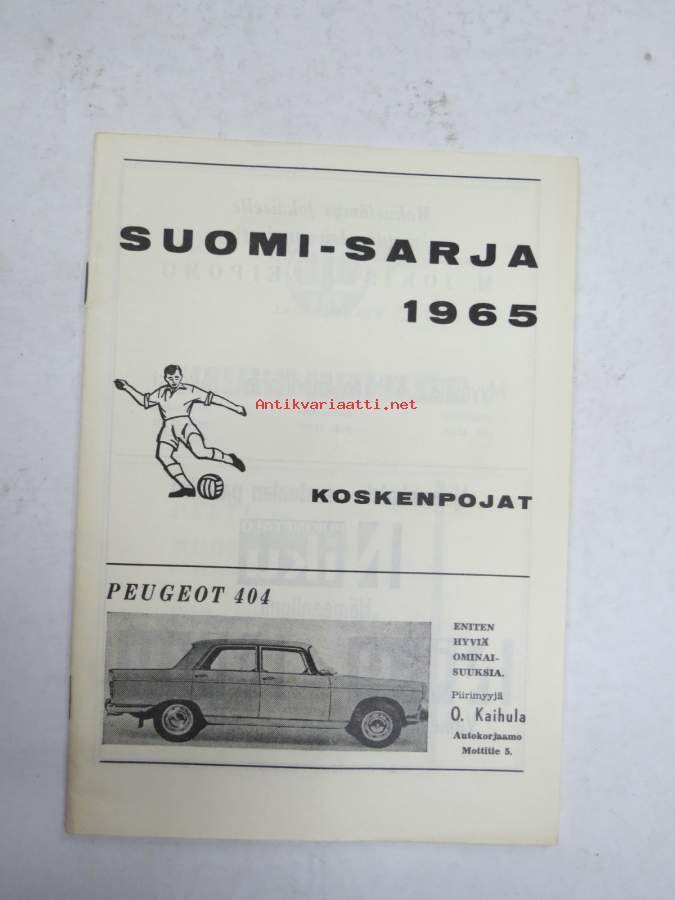 SUOMI-SARJA
1965
Antikvariaatti.net
KOSKENPOJAT
PEUGEOT 404
ENITEN
HYVIÄ
OMINAI-
SUUKSIA.
Piirimyyjä
O. Kaihula
Autokorjaamo
Mottitie 5.